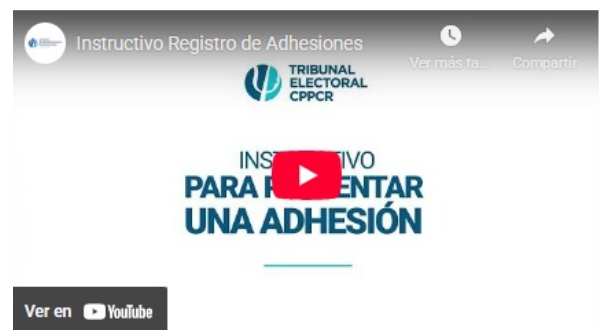 Instructivo Registro de Adhesiones
Ver más ta...
Compartir
TRIBUNAL
ELECTORAL
CPPCR
INS IVO
PARA ENTAR
UNA ADHESIÓN
Ver en YouTube